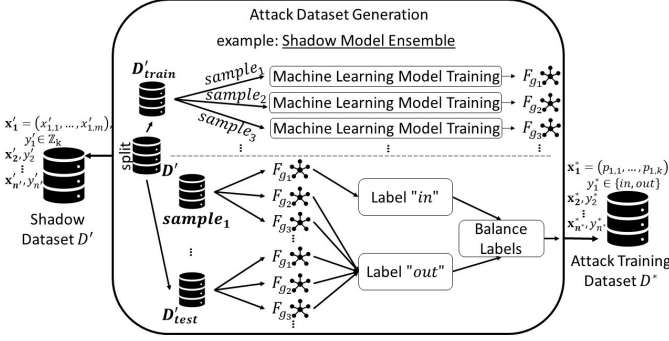 Attack Dataset Generation
example: Shadow Model Ensemble
D'train
sample1
Machine Learning Model Training
Fg1
sample2
Machine Learning Model Training
Fg2
sample3
Machine Learning Model Training
Fg3
...
...
...
x'1 = (x'1,1, ..., x'1,m),
y'1 ∈ ℤk
x'2, y'2
...
x'n', y'n'
Shadow
Dataset D'
split
D'
sample1
Fg1
Fg2
Fg3
...
Label "in"
...
D'test
Fg1
Fg2
Fg3
...
Label "out"
Balance
Labels
x*1 = (p1,1, ..., p1,k)
y*1 ∈ {in, out}
x*2, y*2
...
x*n*, y*n*
Attack Training
Dataset D*